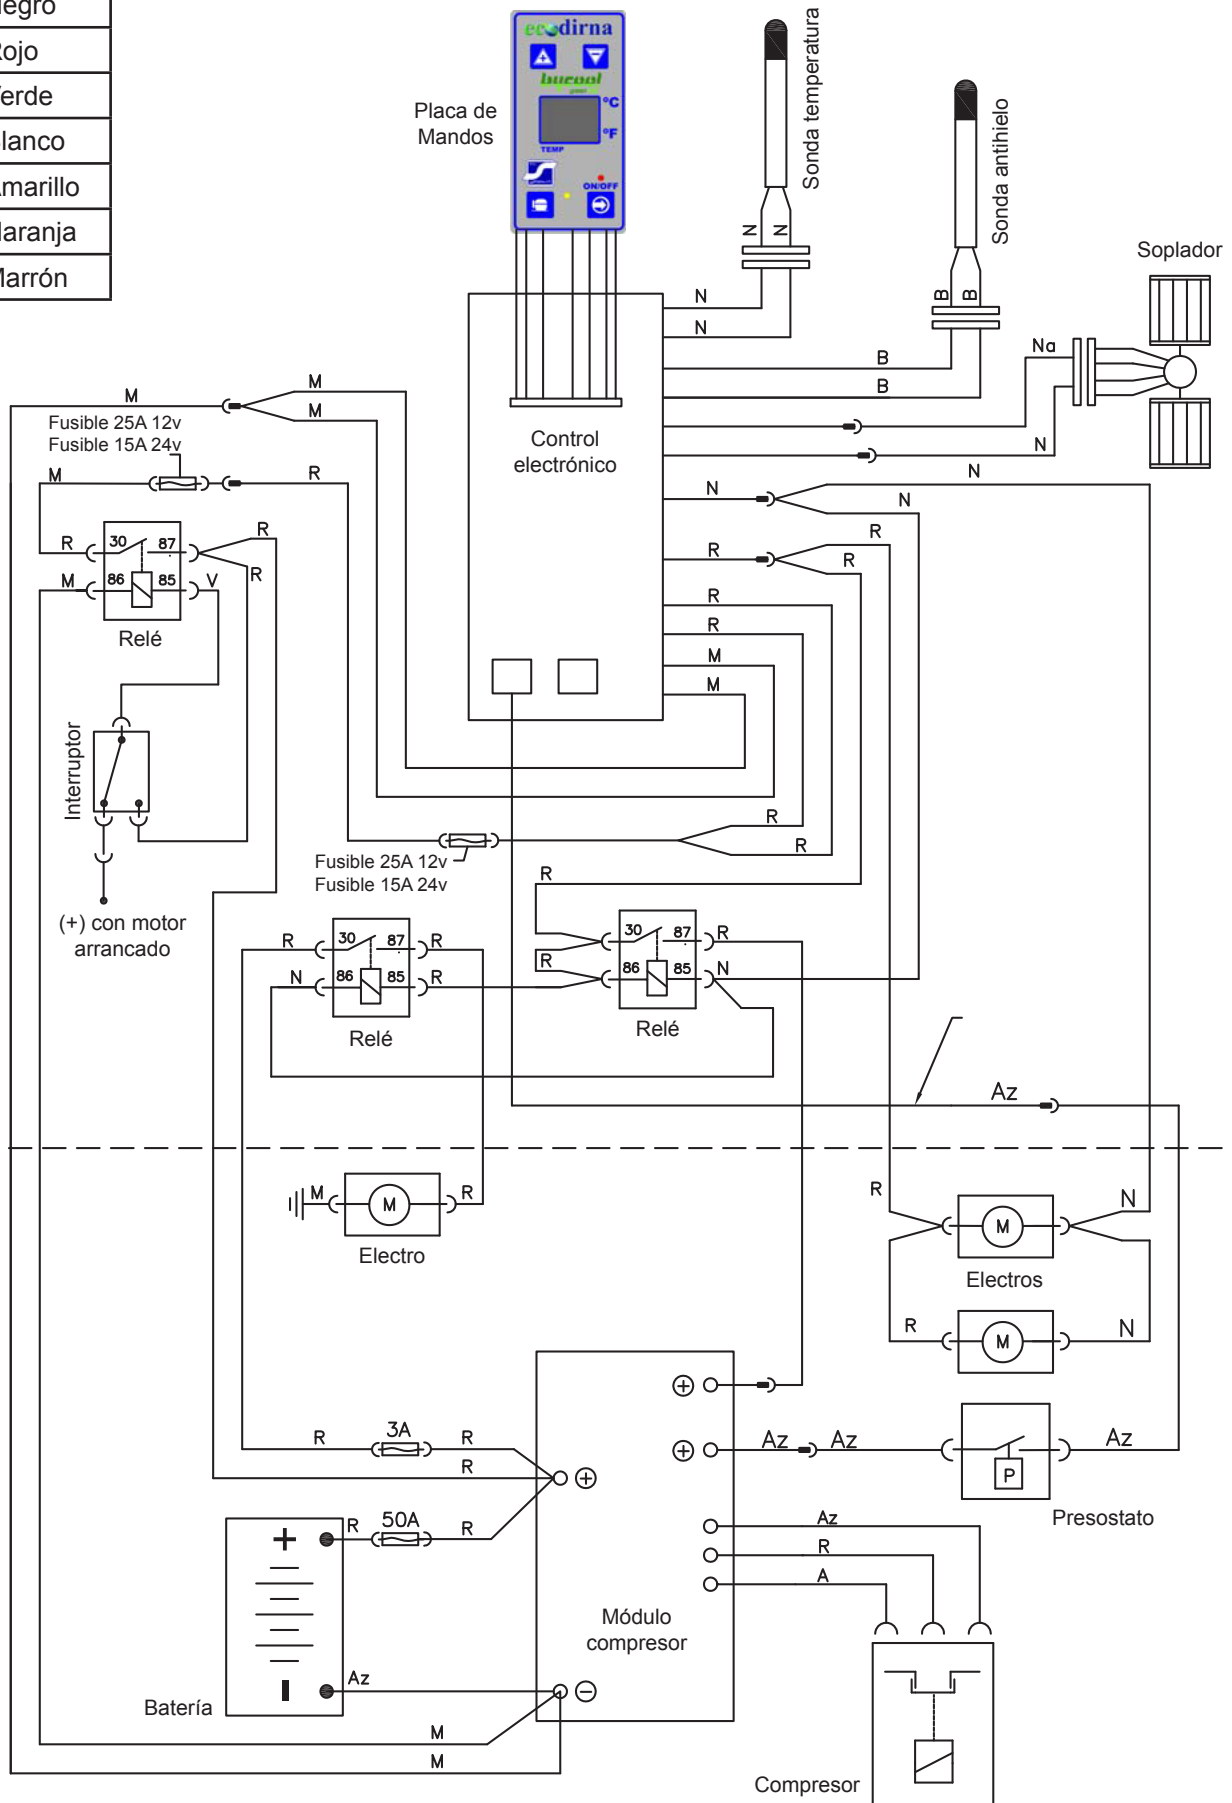 egro
ojo
erde
lanco
marillo
aranja
Marrón
ecodirna
bucool
green
°C
°F
TEMP
ON/OFF
Placa de
Mandos
Sonda temperatura
Sonda antihielo
Soplador
N
N
B
B
N
N
B
B
Na
N
Control
electrónico
M
M
M
Fusible 25A 12v
Fusible 15A 24v
M
R
R
30
87
R
M
86
85
V
R
Relé
Interruptor
(+) con motor
arrancado
N
N
N
R
R
R
R
R
M
M
R
R
Fusible 25A 12v
Fusible 15A 24v
R
R
30
87
R
N
86
85
R
Relé
R
30
87
R
86
85
N
Relé
Az
M
M
R
Electro
R
M
N
Electros
R
M
N
3A
R
R
R
Az
Az
P
Az
Presostato
R
50A
R
Az
R
A
Módulo
compresor
Batería
Az
M
M
Compresor